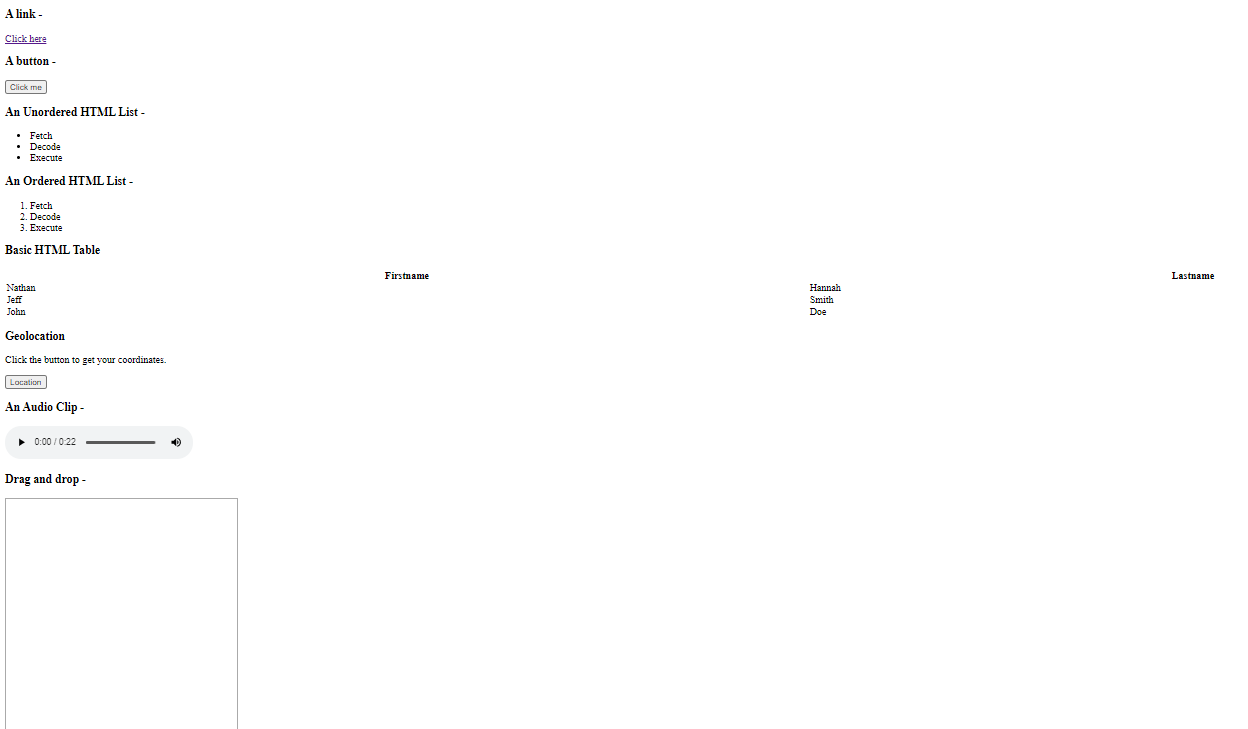 A link -
Click here
A button -
Click me
An Unordered HTML List -
• Fetch
• Decode
• Execute
An Ordered HTML List -
1. Fetch
2. Decode
3. Execute
Basic HTML Table
Firstname Lastname
Nathan Hannah
Jeff Smith
John Doe
Geolocation
Click the button to get your coordinates.
Location
An Audio Clip -
0:00 / 0:22
Drag and drop -